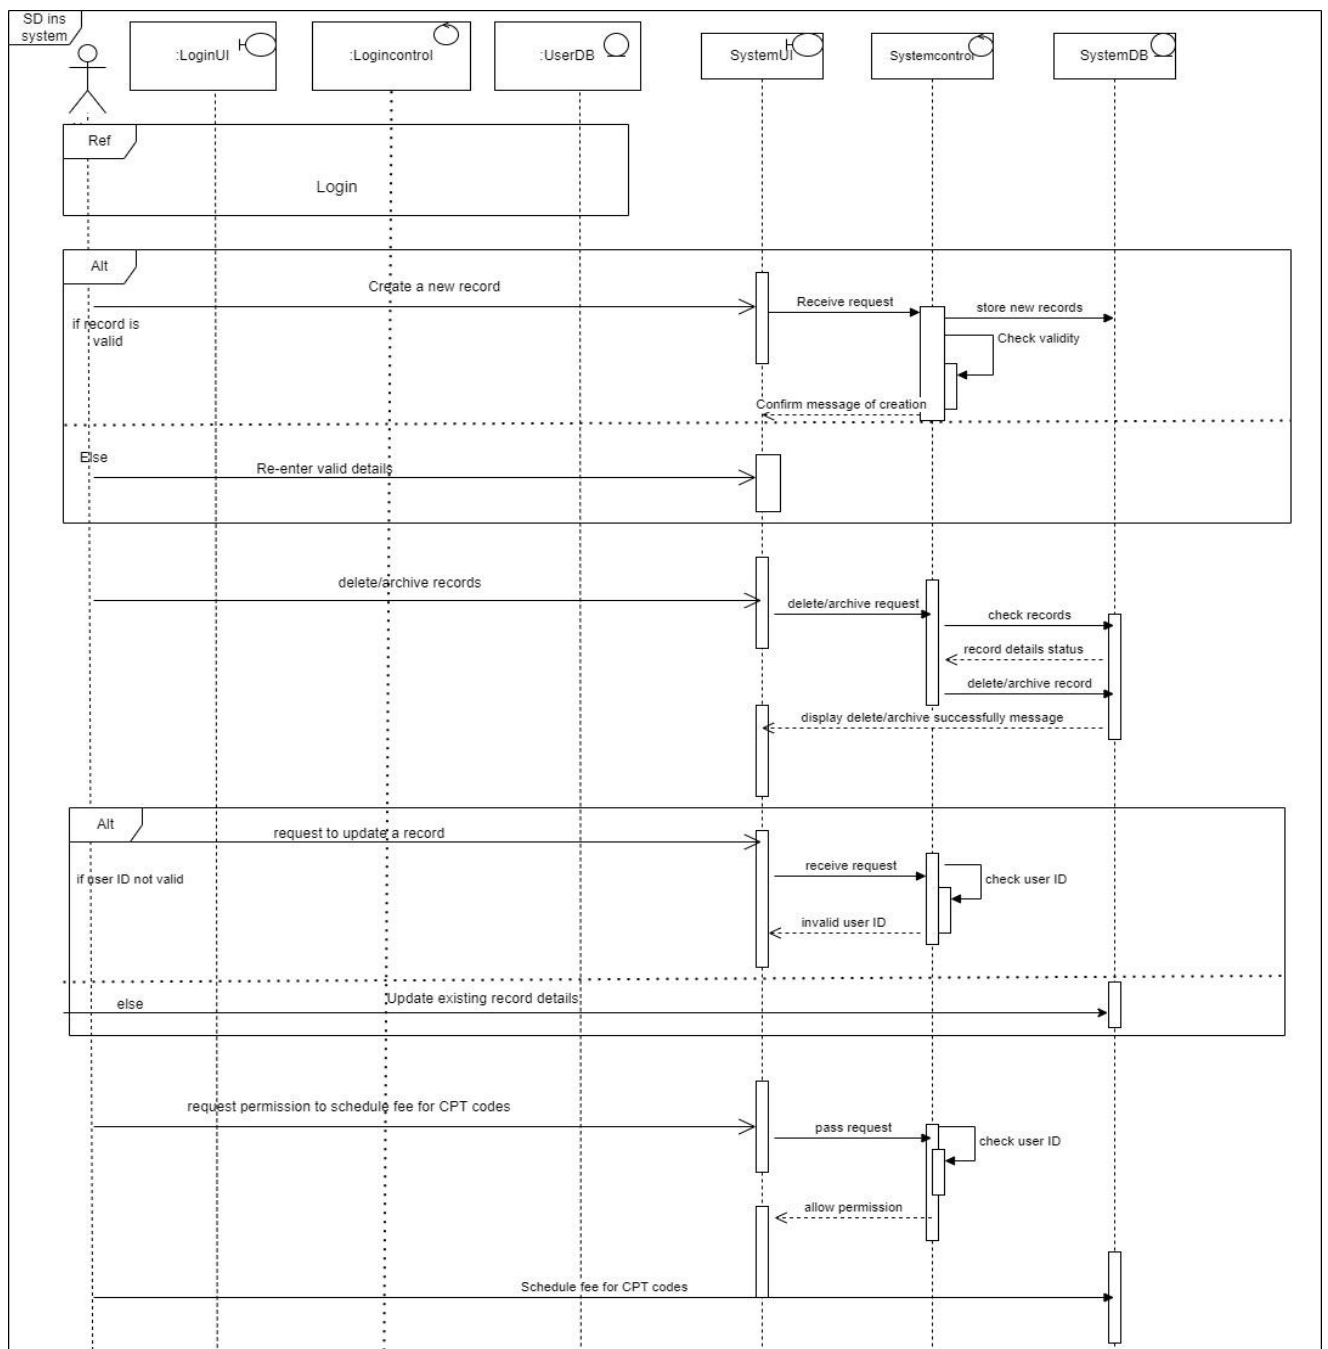 SD ins
system
:LoginUI
:Logincontrol
:UserDB
SystemUI
Systemcontrol
SystemDB
Ref
Login
Alt
Create a new record
Receive request
store new records
if record is
valid
Check validity
Confirm message of creation
Else
Re-enter valid details
delete/archive records
delete/archive request
check records
record details status
delete/archive record
display delete/archive successfully message
Alt
request to update a record
receive request
if user ID not valid
check user ID
invalid user ID
else
Update existing record details
request permission to schedule fee for CPT codes
pass request
check user ID
allow permission
Schedule fee for CPT codes